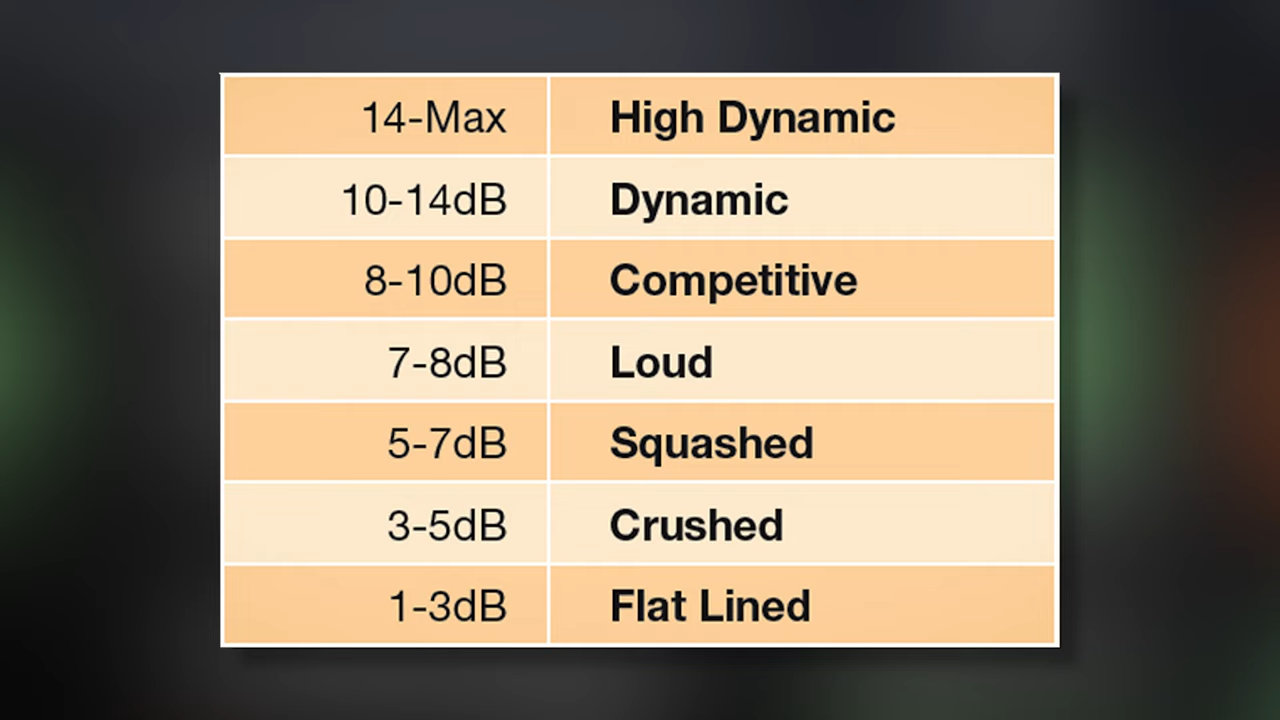 14-Max High Dynamic
10-14dB Dynamic
8-10dB Competitive
7-8dB Loud
5-7dB Squashed
3-5dB Crushed
1-3dB Flat Lined